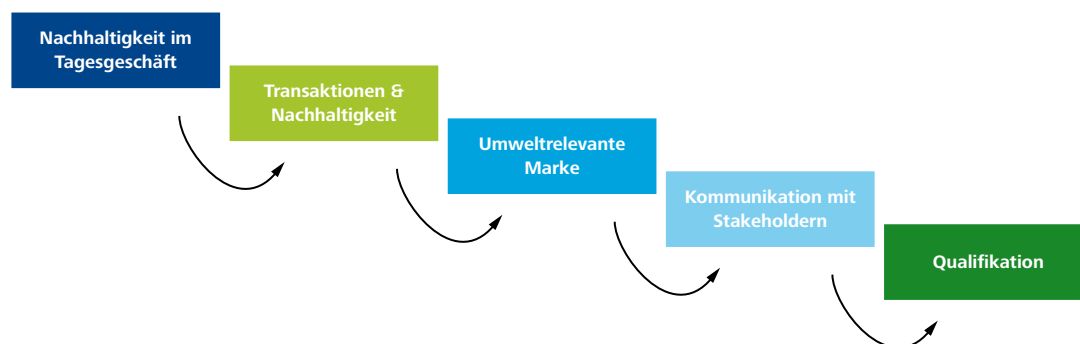 Nachhaltigkeit im
Tagesgeschäft
Transaktionen &
Nachhaltigkeit
Umweltrelevante
Marke
Kommunikation mit
Stakeholdern
Qualifikation